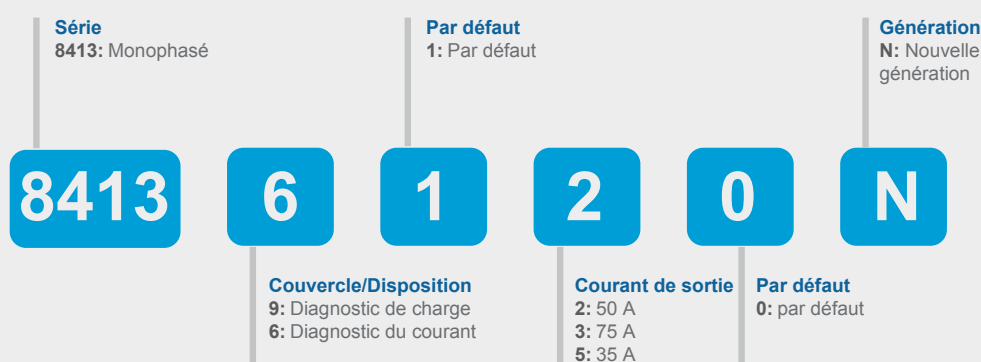 Série
8413: Monophasé
Par défaut
1: Par défaut
Génération
N: Nouvelle
génération
8413 6 1 2 0 N
Couvercle/Disposition
9: Diagnostic de charge
6: Diagnostic du courant
Courant de sortie
2: 50 A
3: 75 A
5: 35 A
Par défaut
0: par défaut